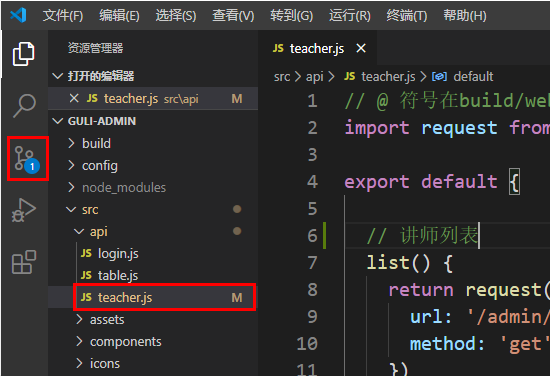 文件(F) 编辑(E) 选择(S) 查看(V) 转到(G) 运行(R) 终端(T) 帮助(H)
资源管理器
打开的编辑器
JS teacher.js src\api M
GULI-ADMIN
build
config
node_modules
src
api
JS login.js
JS table.js
JS teacher.js M
assets
components
icons
1
JS teacher.js
src > api > JS teacher.js > default
1 // @ 符号在build/web
2 import request from
3
4 export default {
5
6 // 讲师列表
7 list() {
8 return request(
9 url: '/admin/
10 method: 'get'
11 })